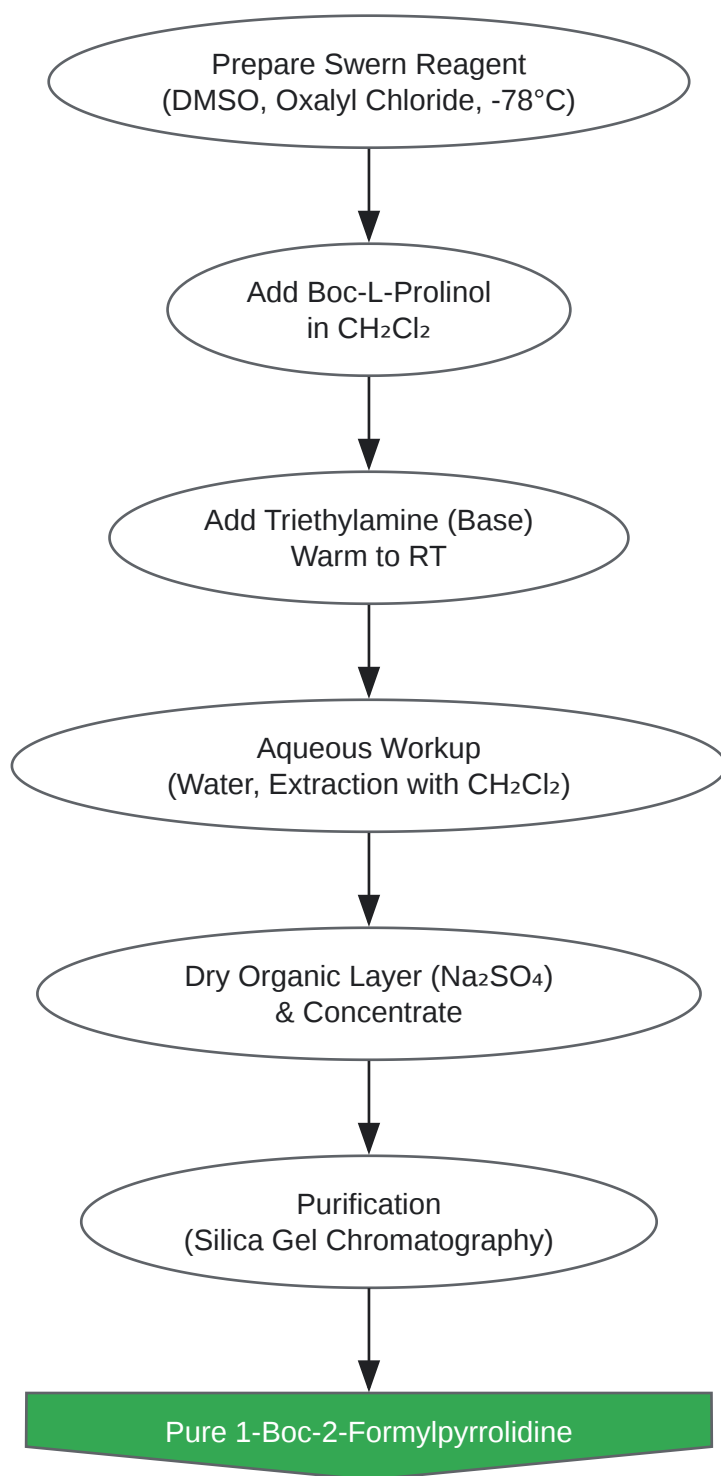 Prepare Swern Reagent
(DMSO, Oxalyl Chloride, -78°C)
Add Boc-L-Prolinol
in CH₂Cl₂
Add Triethylamine (Base)
Warm to RT
Aqueous Workup
(Water, Extraction with CH₂Cl₂)
Dry Organic Layer (Na₂SO₄)
& Concentrate
Purification
(Silica Gel Chromatography)
Pure 1-Boc-2-Formylpyrrolidine